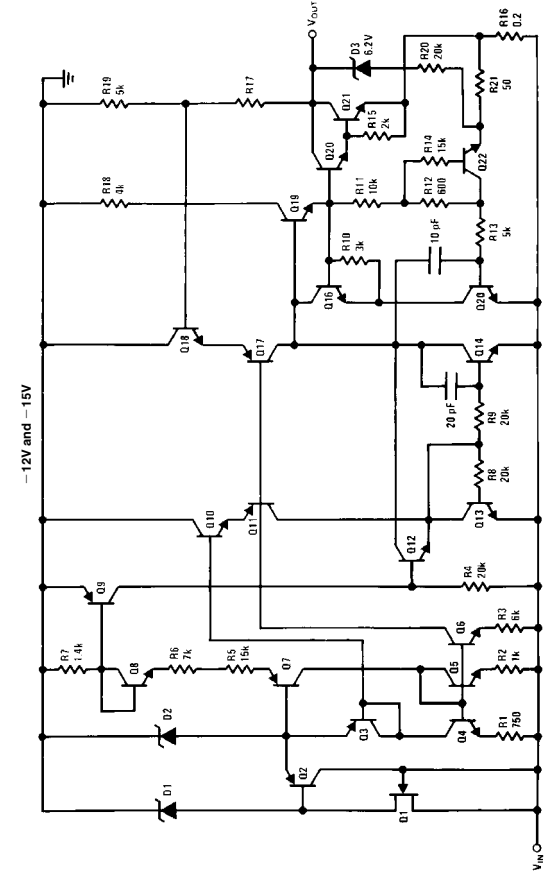 −12V and −15V
R7
1.4k
R18
4k
R19
5k
D1
D2
Q9
Q8
R6
7k
R5
15k
Q10
Q11
Q18
Q17
R17
VOUT
D3
6.2V
Q2
Q7
Q3
Q19
Q20
Q21
R15
2k
R20
20k
R16
0.2
Q1
Q4
Q5
Q6
Q12
Q16
R10
3k
R11
10k
R14
15k
R12
600
Q22
R21
50
R1
750
R2
1k
R3
6k
R4
20k
Q13
R8
20k
R9
20k
20 pF
Q14
10 pF
R13
5k
Q20
VIN